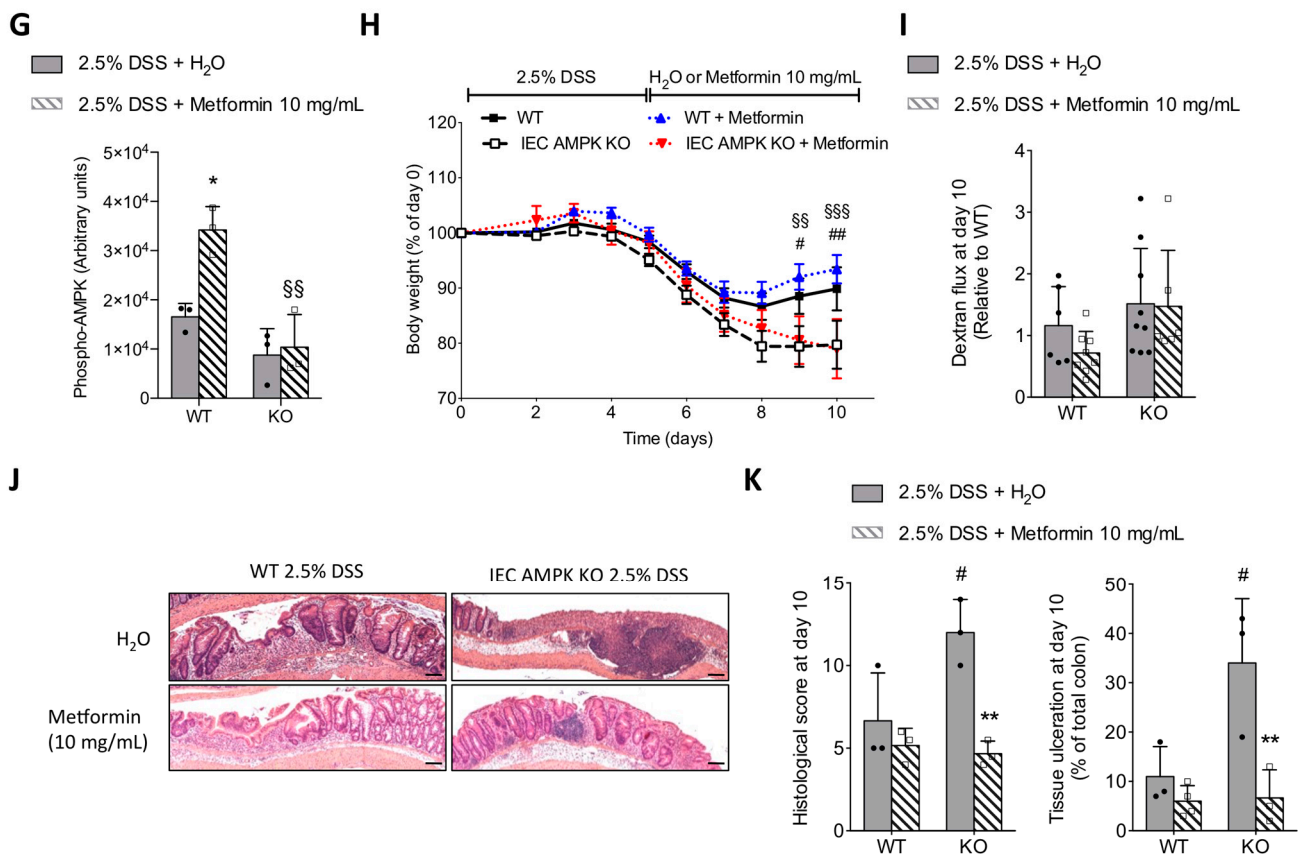 G
2.5% DSS + H₂O
2.5% DSS + Metformin 10 mg/mL
Phospho-AMPK (Arbitrary units)
5×10⁴
4×10⁴
3×10⁴
2×10⁴
1×10⁴
0
*
§§
WT
KO
H
2.5% DSS
H₂O or Metformin 10 mg/mL
WT
WT + Metformin
IEC AMPK KO
IEC AMPK KO + Metformin
Body weight (% of day 0)
120
110
100
90
80
70
§§
#
§§§
##
0
2
4
6
8
10
Time (days)
I
2.5% DSS + H₂O
2.5% DSS + Metformin 10 mg/mL
Dextran flux at day 10
(Relative to WT)
4
3
2
1
0
WT
KO
J
WT 2.5% DSS
IEC AMPK KO 2.5% DSS
H₂O
Metformin
(10 mg/mL)
K
2.5% DSS + H₂O
2.5% DSS + Metformin 10 mg/mL
Histological score at day 10
15
10
5
0
#
**
WT
KO
Tissue ulceration at day 10
(% of total colon)
50
40
30
20
10
0
#
**
WT
KO